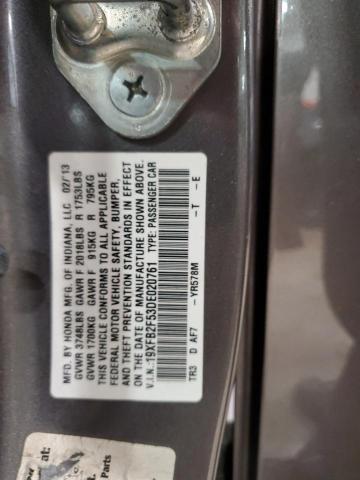 MFD. BY HONDA MFG. OF INDIANA, LLC 02/13
GVWR 3748LBS GAWR F 2018LBS R 1753LBS
GVWR 1700KG GAWR F 915KG R 795KG
THIS VEHICLE CONFORMS TO ALL APPLICABLE
FEDERAL MOTOR VEHICLE SAFETY, BUMPER,
AND THEFT PREVENTION STANDARDS IN EFFECT
ON THE DATE OF MANUFACTURE SHOWN ABOVE.
V.I.N.:19XFB2F53DE020761 TYPE: PASSENGER CAR
TR3 D AF7 -YR578M -T -E
at:
Parts